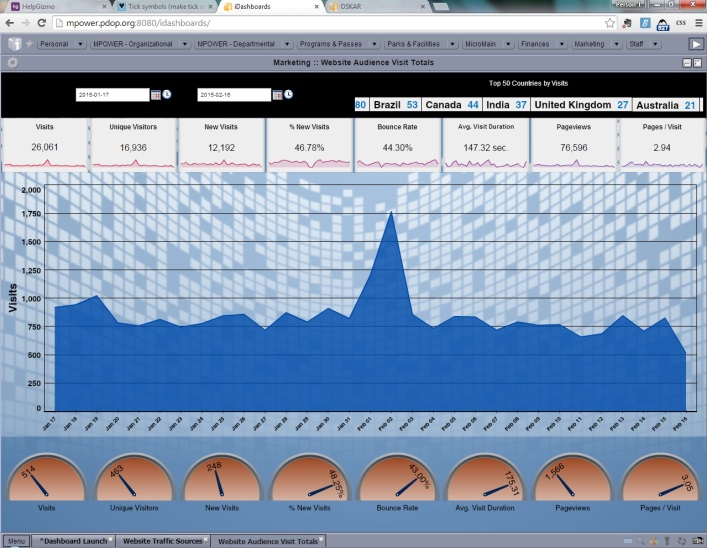 HelpGizmo
Tick symbols (make tick s
iDashboards
OSKAR
Person 1
mpower.pdop.org:8080/idashboards/
CSS
Personal
MPOWER - Organizational
MPOWER - Departmental
Programs & Passes
Parks & Facilities
MicroMain
Finances
Marketing
Staff
Marketing :: Website Audience Visit Totals
Top 50 Countries by Visits
2015-01-17
2015-02-16
80 Brazil 53 Canada 44 India 37 United Kingdom 27 Australia 21
Visits
Unique Visitors
New Visits
% New Visits
Bounce Rate
Avg. Visit Duration
Pageviews
Pages / Visit
26,061
16,936
12,192
46.78%
44.30%
147.32 sec.
76,596
2.94
2,000
1,750
1,500
1,250
1,000
750
500
250
0
Visits
Jan 17
Jan 18
Jan 19
Jan 20
Jan 21
Jan 22
Jan 23
Jan 24
Jan 25
Jan 26
Jan 27
Jan 28
Jan 29
Jan 30
Jan 31
Feb 01
Feb 02
Feb 03
Feb 04
Feb 05
Feb 06
Feb 07
Feb 08
Feb 09
Feb 10
Feb 11
Feb 12
Feb 13
Feb 14
Feb 15
Feb 16
514
463
248
48.25%
43.00%
175.31
1,566
3.05
Visits
Unique Visitors
New Visits
% New Visits
Bounce Rate
Avg. Visit Duration
Pageviews
Pages / Visit
Menu
*Dashboard Launch
Website Traffic Sources
Website Audience Visit Totals